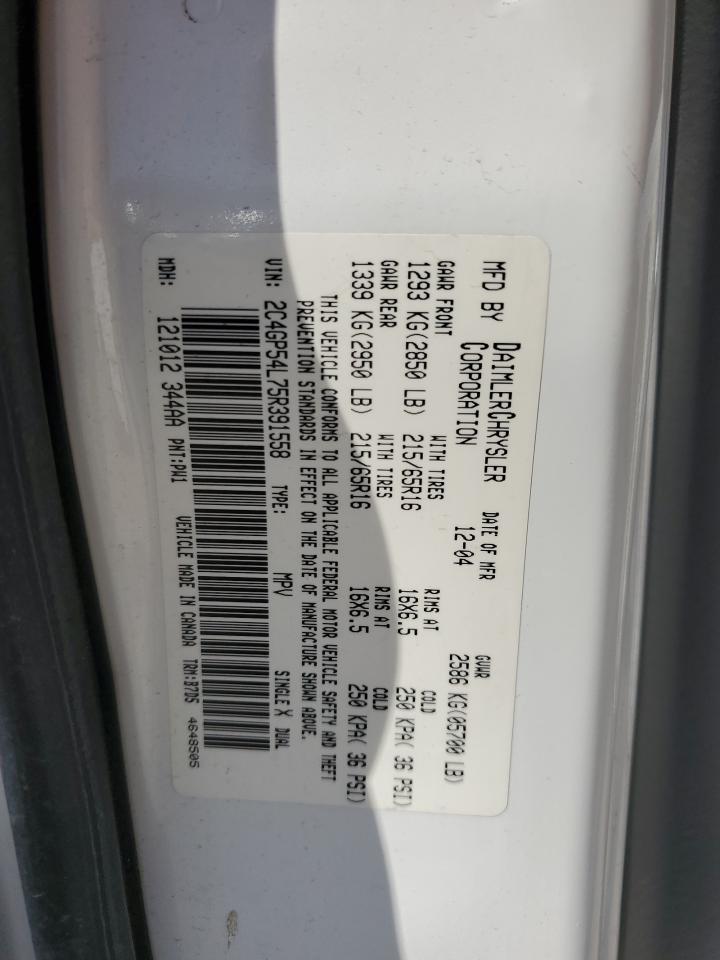 MFD BY DAIMLERCHRYSLER CORPORATION DATE OF MFR 12-04 GVWR 2586 KG(05700 LB)
GAWR FRONT WITH TIRES RIMS AT COLD
1293 KG(2850 LB) 215/65R16 16X6.5 250 KPA( 36 PSI)
GAWR REAR WITH TIRES RIMS AT COLD
1339 KG(2950 LB) 215/65R16 16X6.5 250 KPA( 36 PSI)
THIS VEHICLE CONFORMS TO ALL APPLICABLE FEDERAL MOTOR VEHICLE SAFETY AND THEFT
PREVENTION STANDARDS IN EFFECT ON THE DATE OF MANUFACTURE SHOWN ABOVE.
VIN: 2C4GP54L75R391558 TYPE: MPV SINGLE X DUAL
MDH: 121012 344AA PNT:PW1 VEHICLE MADE IN CANADA TRM:B7D5 4648505